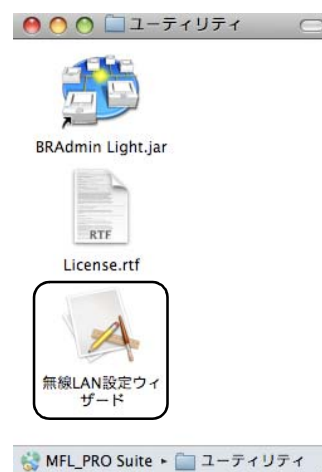 ユーティリティ
BRAdmin Light.jar
RTF
License.rtf
無線LAN設定ウィ
ザード
MFL_PRO Suite ▸ ユーティリティ